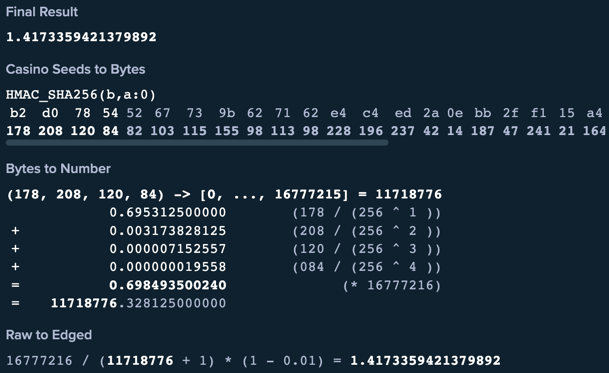 Final Result
1.4173359421379892
Casino Seeds to Bytes
HMAC_SHA256(b,a:0)
b2 d0 78 54 52 67 73 9b 62 71 62 e4 c4 ed 2a 0e bb 2f f1 15 a4
178 208 120 84 82 103 115 155 98 113 98 228 196 237 42 14 187 47 241 21 164
Bytes to Number
(178, 208, 120, 84) -> [0, ..., 16777215] = 11718776
0.695312500000 (178 / (256 ^ 1 ))
+ 0.003173828125 (208 / (256 ^ 2 ))
+ 0.000007152557 (120 / (256 ^ 3 ))
+ 0.000000019558 (084 / (256 ^ 4 ))
= 0.698493500240 (* 16777216)
= 11718776.328125000000
Raw to Edged
16777216 / (11718776 + 1) * (1 - 0.01) = 1.4173359421379892